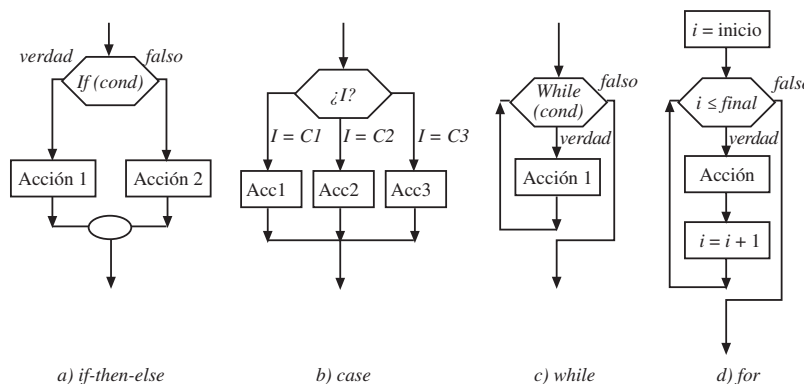 verdad
falso
If (cond)
Acción 1
Acción 2
a) if-then-else
¿I?
I = C1
I = C2
I = C3
Acc1
Acc2
Acc3
b) case
While
(cond)
falso
verdad
Acción 1
c) while
i = inicio
i ≤ final
falso
verdad
Acción
i = i + 1
d) for